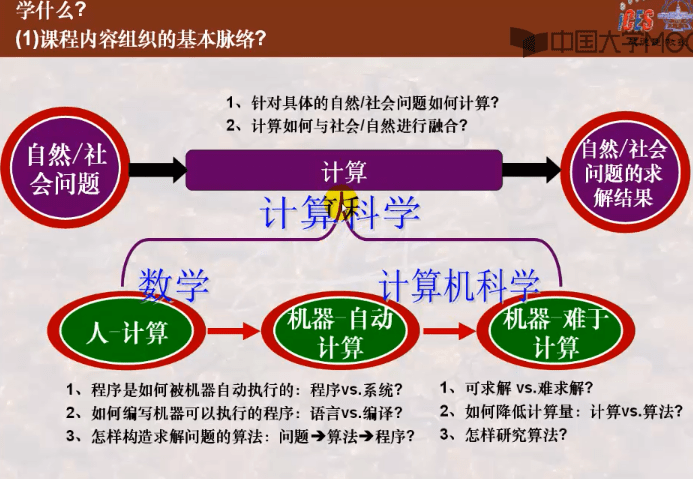 学什么?
(1)课程内容组织的基本脉络?
中国大学MOOC
1、针对具体的自然/社会问题如何计算?
2、计算如何与社会/自然进行融合?
自然/社
会问题
计算
自然/社会
问题的求
解结果
计算科学
数学
计算机科学
人-计算
机器-自动
计算
机器-难于
计算
1、程序是如何被机器自动执行的：程序vs.系统?
2、如何编写机器可以执行的程序：语言vs.编译?
3、怎样构造求解问题的算法：问题➔算法➔程序?
1、可求解 vs.难求解?
2、如何降低计算量：计算vs.算法?
3、怎样研究算法?